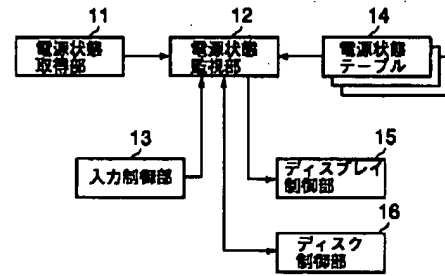 11
電源状態
取得部
12
電源状態
監視部
14
電源状態
テーブル
13
入力制御部
15
ディスプレイ
制御部
16
ディスク
制御部